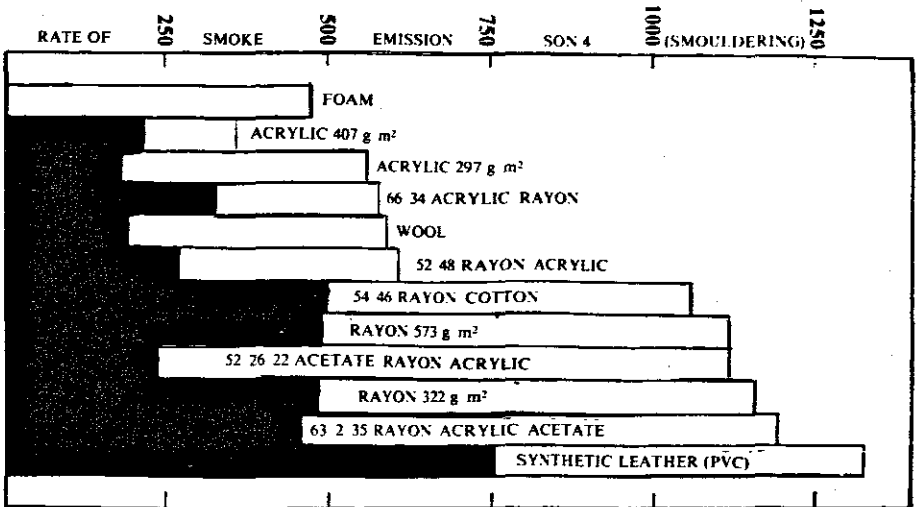 250 500 750 1000 1250
RATE OF SMOKE EMISSION SON 4 (SMOULDERING)
FOAM
ACRYLIC 407 g m²
ACRYLIC 297 g m²
66 34 ACRYLIC RAYON
WOOL
52 48 RAYON ACRYLIC
54 46 RAYON COTTON
RAYON 573 g m²
52 26 22 ACETATE RAYON ACRYLIC
RAYON 322 g m²
63 2 35 RAYON ACRYLIC ACETATE
SYNTHETIC LEATHER (PVC)